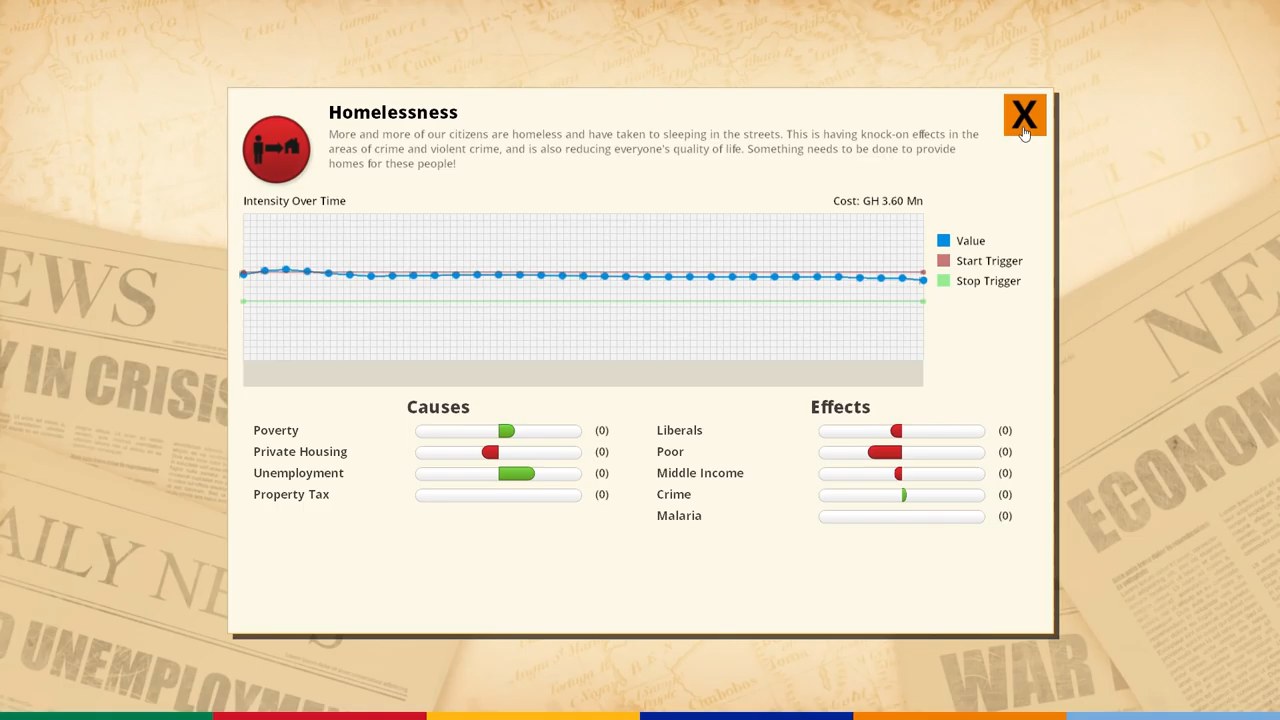 Homelessness
X
More and more of our citizens are homeless and have taken to sleeping in the streets. This is having knock-on effects in the
areas of crime and violent crime, and is also reducing everyone's quality of life. Something needs to be done to provide
homes for these people!
Intensity Over Time
Cost: GH 3.60 Mn
Value
Start Trigger
Stop Trigger
Causes
Poverty (0)
Private Housing (0)
Unemployment (0)
Property Tax (0)
Effects
Liberals (0)
Poor (0)
Middle Income (0)
Crime (0)
Malaria (0)
EWS
Y IN CRISIS
AILY NE
UNEMPLOYM
NE
ECONOM
WAR